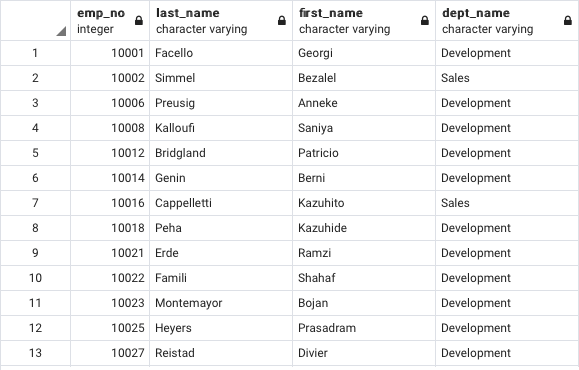 emp_no last_name first_name dept_name
integer character varying character varying character varying
1 10001 Facello Georgi Development
2 10002 Simmel Bezalel Sales
3 10006 Preusig Anneke Development
4 10008 Kalloufi Saniya Development
5 10012 Bridgland Patricio Development
6 10014 Genin Berni Development
7 10016 Cappelletti Kazuhito Sales
8 10018 Peha Kazuhide Development
9 10021 Erde Ramzi Development
10 10022 Famili Shahaf Development
11 10023 Montemayor Bojan Development
12 10025 Heyers Prasadram Development
13 10027 Reistad Divier Development